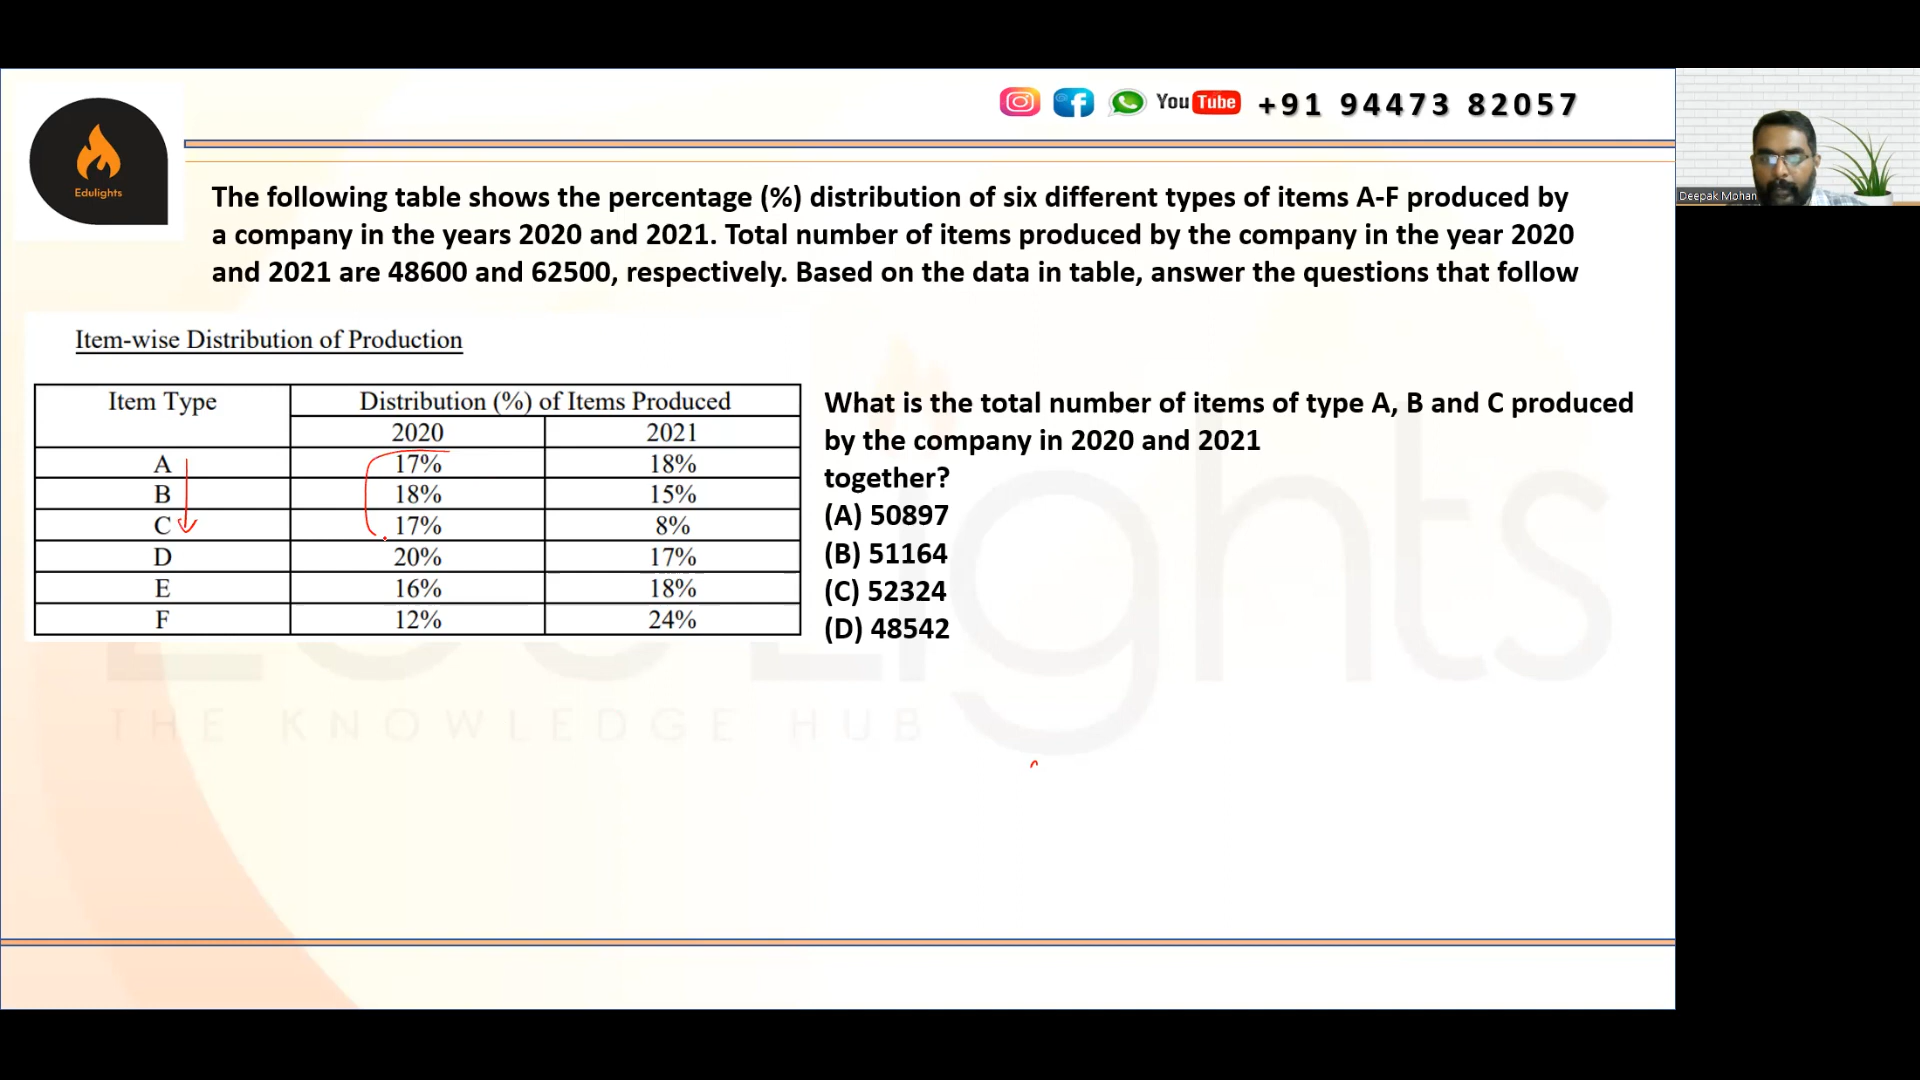 You Tube +91 94473 82057
Edulights
Deepak Mohan
The following table shows the percentage (%) distribution of six different types of items A-F produced by
a company in the years 2020 and 2021. Total number of items produced by the company in the year 2020
and 2021 are 48600 and 62500, respectively. Based on the data in table, answer the questions that follow
Item-wise Distribution of Production
Item Type Distribution (%) of Items Produced
2020 2021
A 17% 18%
B 18% 15%
C 17% 8%
D 20% 17%
E 16% 18%
F 12% 24%
What is the total number of items of type A, B and C produced
by the company in 2020 and 2021
together?
(A) 50897
(B) 51164
(C) 52324
(D) 48542
THE KNOWLEDGE HUB